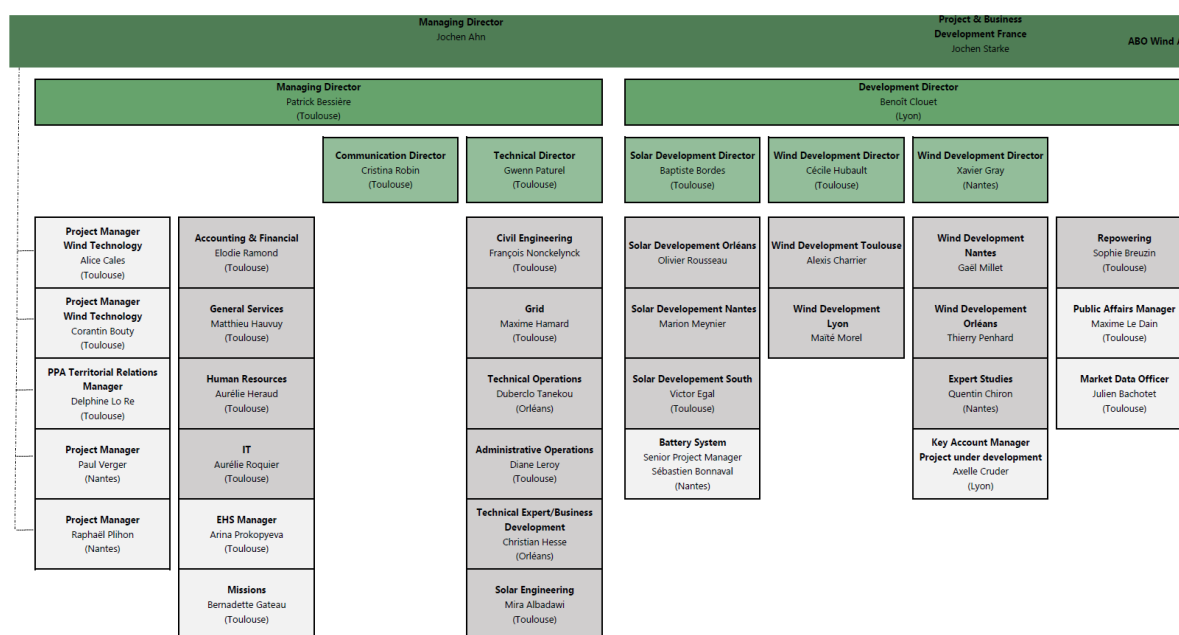 Managing Director
Jochen Ahn
Project & Business
Development France
Jochen Starke
ABO Wind A
Managing Director
Patrick Bessière
(Toulouse)
Development Director
Benoît Clouet
(Lyon)
Communication Director
Cristina Robin
(Toulouse)
Technical Director
Gwenn Paturel
(Toulouse)
Solar Development Director
Baptiste Bordes
(Toulouse)
Wind Development Director
Cécile Hubault
(Toulouse)
Wind Development Director
Xavier Gray
(Nantes)
Project Manager
Wind Technology
Alice Cales
(Toulouse)
Project Manager
Wind Technology
Corantin Bouty
(Toulouse)
PPA Territorial Relations
Manager
Delphine Lo Re
(Toulouse)
Project Manager
Paul Verger
(Nantes)
Project Manager
Raphaël Plihon
(Nantes)
Accounting & Financial
Elodie Ramond
(Toulouse)
General Services
Matthieu Hauvuy
(Toulouse)
Human Resources
Aurélie Heraud
(Toulouse)
IT
Aurélie Roquier
(Toulouse)
EHS Manager
Arina Prokopyeva
(Toulouse)
Missions
Bernadette Gateau
(Toulouse)
Civil Engineering
François Nonckelynck
(Toulouse)
Grid
Maxime Hamard
(Toulouse)
Technical Operations
Duberclo Tanekou
(Orléans)
Administrative Operations
Diane Leroy
(Toulouse)
Technical Expert/Business
Development
Christian Hesse
(Orléans)
Solar Engineering
Mira Albadawi
(Toulouse)
Solar Developement Orléans
Olivier Rousseau
Solar Developement Nantes
Marion Meynier
Solar Developement South
Victor Egal
(Toulouse)
Battery System
Senior Project Manager
Sébastien Bonnaval
(Nantes)
Wind Development Toulouse
Alexis Charrier
Wind Development
Lyon
Maïté Morel
Wind Development
Nantes
Gaël Millet
Wind Developement
Orléans
Thierry Penhard
Expert Studies
Quentin Chiron
(Nantes)
Key Account Manager
Project under development
Axelle Cruder
(Lyon)
Repowering
Sophie Breuzin
(Toulouse)
Public Affairs Manager
Maxime Le Dain
(Toulouse)
Market Data Officer
Julien Bachotet
(Toulouse)